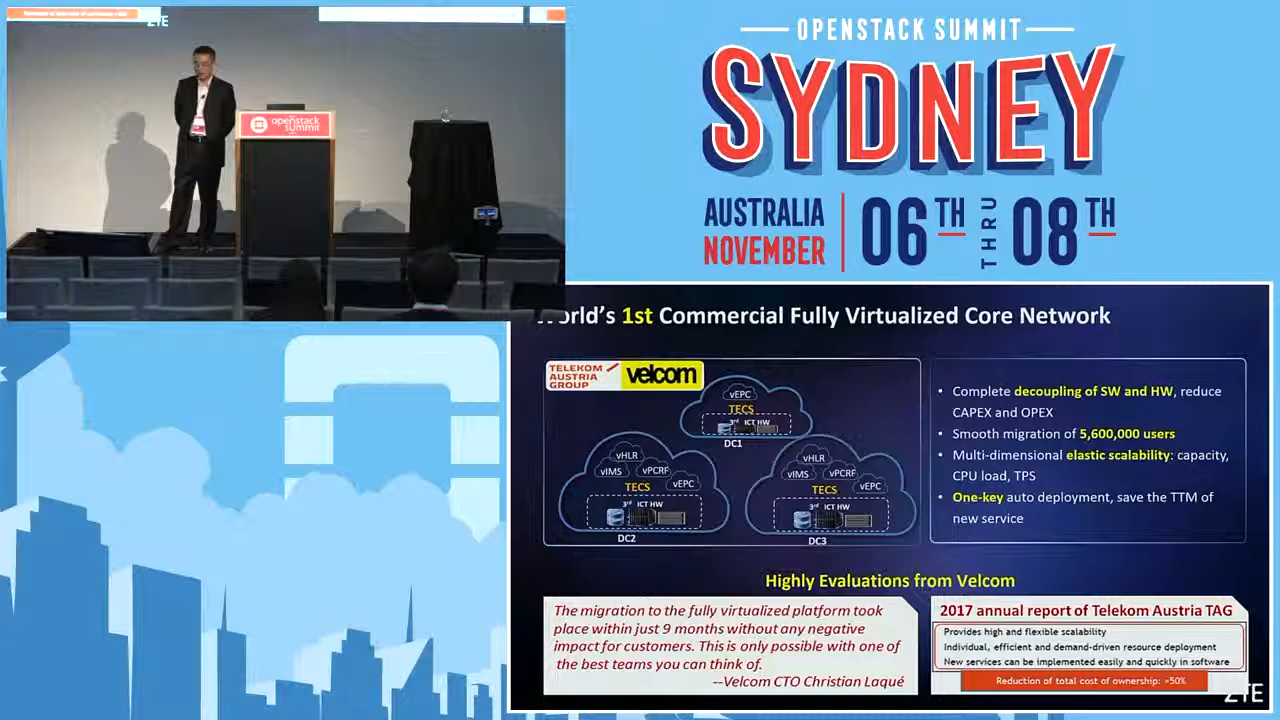 ZTE
openstack
summit
OPENSTACK SUMMIT
SYDNEY
AUSTRALIA
NOVEMBER
06TH
THRU
08TH
World's 1st Commercial Fully Virtualized Core Network
TELEKOM
AUSTRIA
GROUP
velcom
vEPC
TECS
3rd ICT HW
DC1
vHLR
vIMS
vPCRF
vEPC
TECS
3rd ICT HW
DC2
vHLR
vIMS
vPCRF
vEPC
TECS
3rd ICT HW
DC3
• Complete decoupling of SW and HW, reduce
CAPEX and OPEX
• Smooth migration of 5,600,000 users
• Multi-dimensional elastic scalability: capacity,
CPU load, TPS
• One-key auto deployment, save the TTM of
new service
Highly Evaluations from Velcom
The migration to the fully virtualized platform took
place within just 9 months without any negative
impact for customers. This is only possible with one of
the best teams you can think of.
--Velcom CTO Christian Laqué
2017 annual report of Telekom Austria TAG
Provides high and flexible scalability
Individual, efficient and demand-driven resource deployment
New services can be implemented easily and quickly in software
Reduction of total cost of ownership: >50%
ZTE